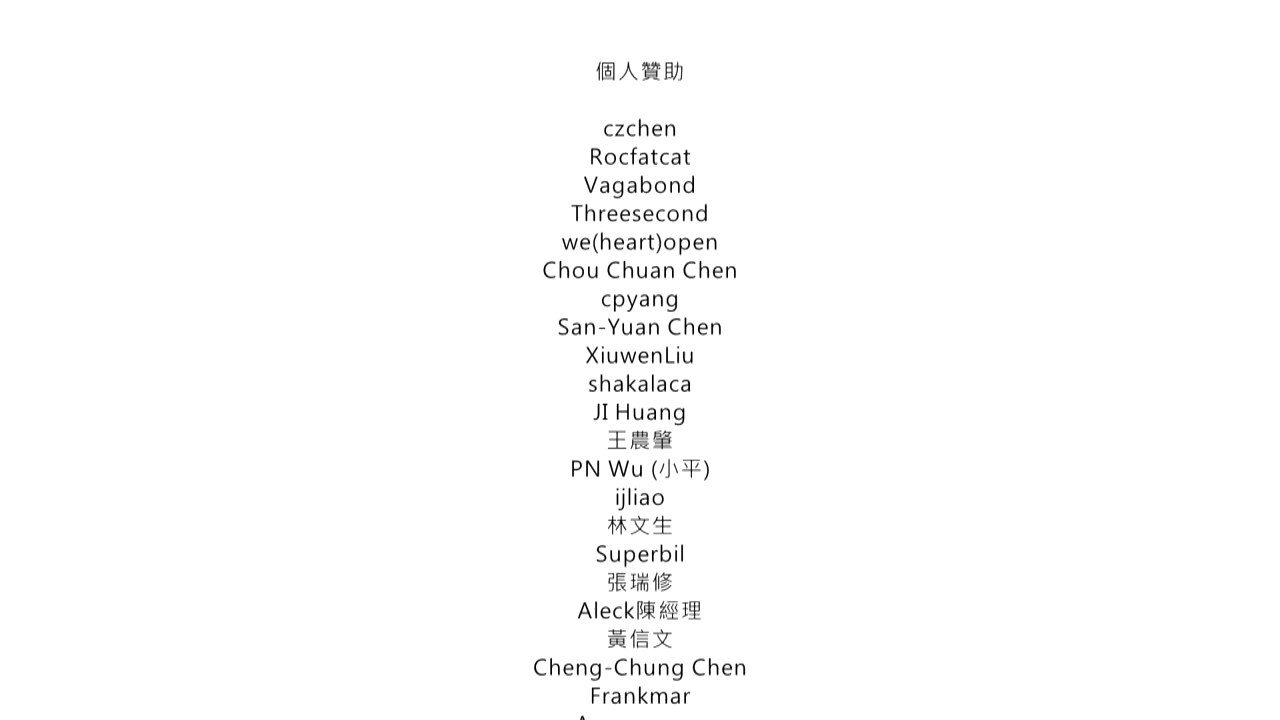 個人贊助
czchen
Rocfatcat
Vagabond
Threesecond
we(heart)open
Chou Chuan Chen
cpyang
San-Yuan Chen
XiuwenLiu
shakalaca
JI Huang
王農肇
PN Wu (小平)
ijliao
林文生
Superbil
張瑞修
Aleck陳經理
黃信文
Cheng-Chung Chen
Frankmar